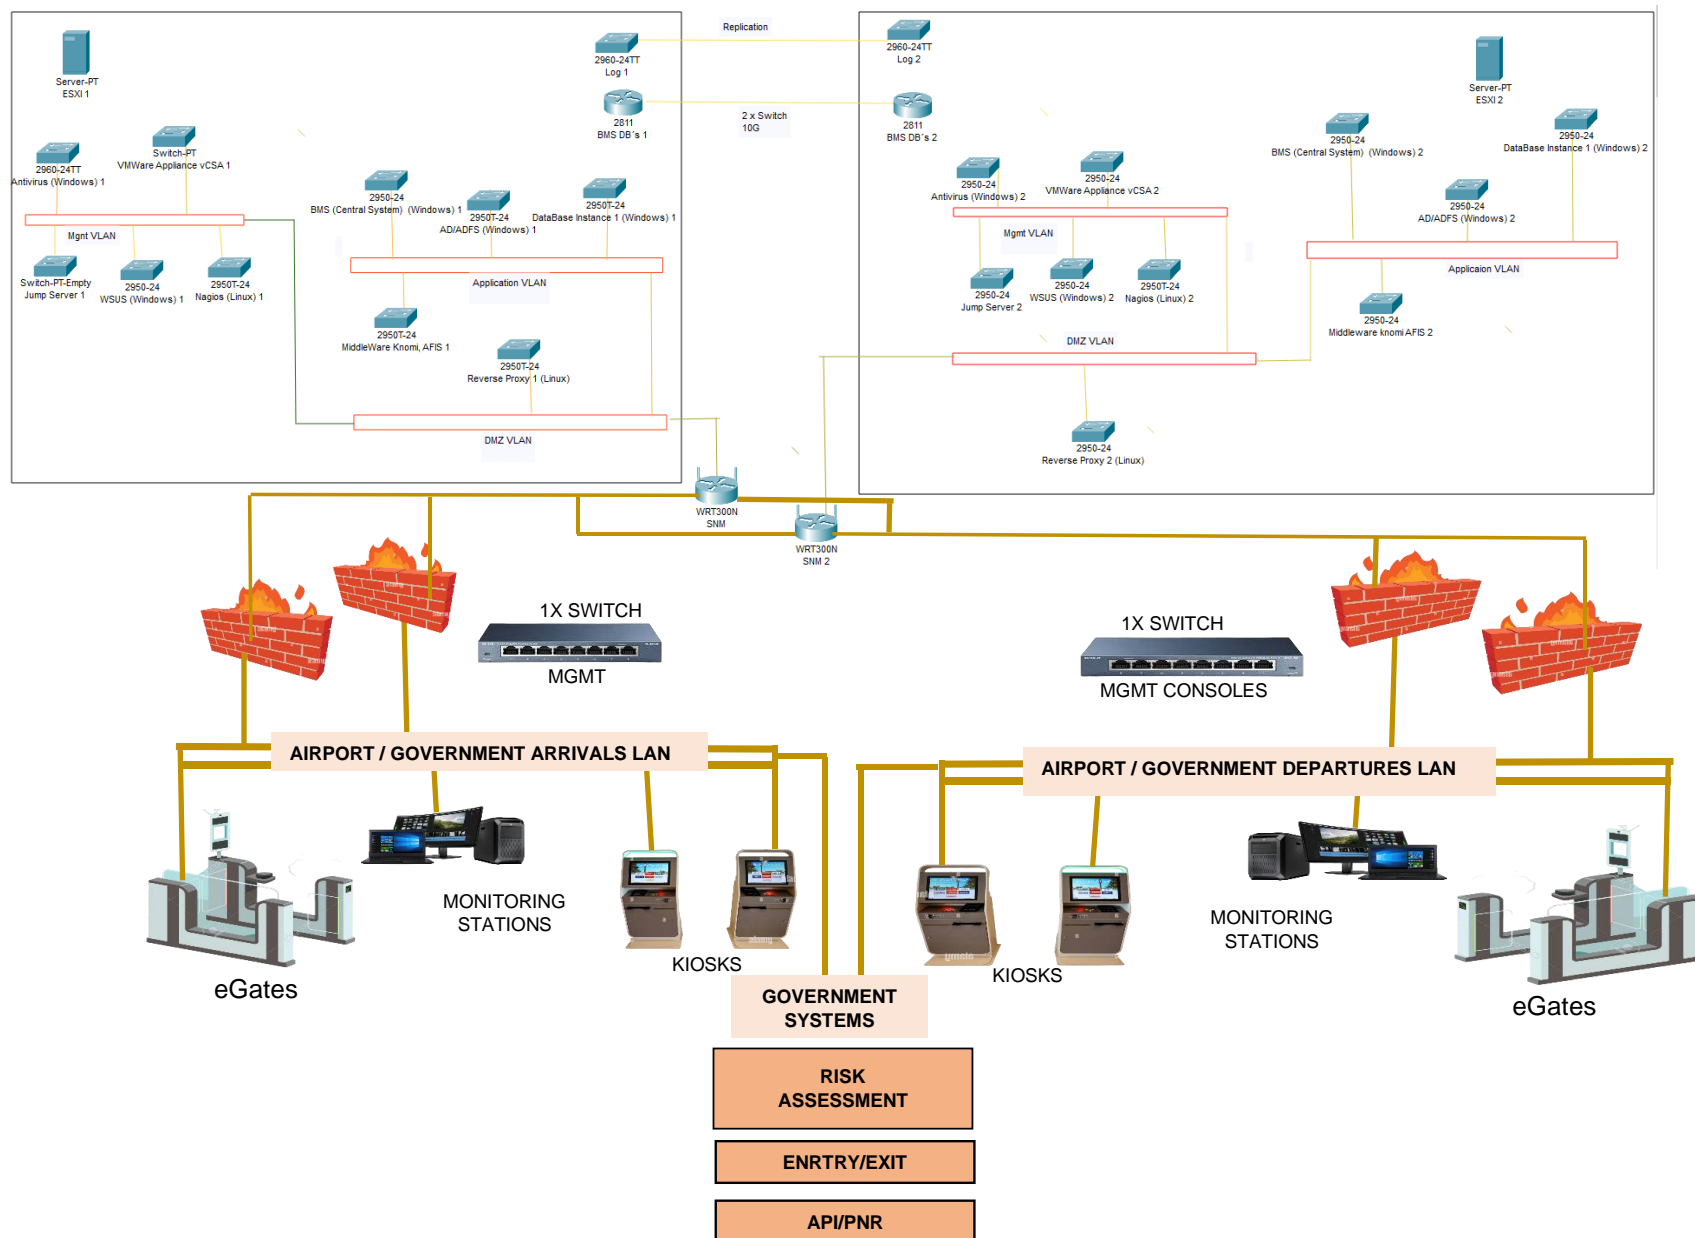 Replication
2960-24TT
Log 1
2960-24TT
Log 2
Server-PT
ESXI 1
Server-PT
ESXI 2
2811
BMS DB´s 1
2 x Switch
10G
2811
BMS DB´s 2
Switch-PT
VMWare Appliance vCSA 1
2960-24TT
Antivirus (Windows) 1
2950-24
BMS (Central System)  (Windows) 1
2950T-24
AD/ADFS (Windows) 1
2950T-24
DataBase Instance 1 (Windows) 1
Mgnt VLAN
Switch-PT-Empty
Jump Server 1
2950-24
WSUS (Windows) 1
2950T-24
Nagios (Linux) 1
Application VLAN
2950T-24
MiddleWare Knomi, AFIS 1
2950T-24
Reverse Proxy 1 (Linux)
DMZ VLAN
2950-24
Antivirus (Windows) 2
2950-24
VMWare Appliance vCSA 2
2950-24
BMS (Central System)  (Windows) 2
2950-24
DataBase Instance 1 (Windows) 2
2950-24
AD/ADFS (Windows) 2
Mgmt VLAN
2950-24
Jump Server 2
2950-24
WSUS (Windows) 2
2950T-24
Nagios (Linux) 2
Applicaion VLAN
2950-24
Middleware knomi AFIS 2
DMZ VLAN
2950-24
Reverse Proxy 2 (Linux)
WRT300N
SNM
WRT300N
SNM 2
1X SWITCH
MGMT
1X SWITCH
MGMT CONSOLES
AIRPORT / GOVERNMENT ARRIVALS LAN
AIRPORT / GOVERNMENT DEPARTURES LAN
MONITORING
STATIONS
KIOSKS
eGates
MONITORING
STATIONS
KIOSKS
eGates
GOVERNMENT
SYSTEMS
RISK
ASSESSMENT
ENRTRY/EXIT
API/PNR